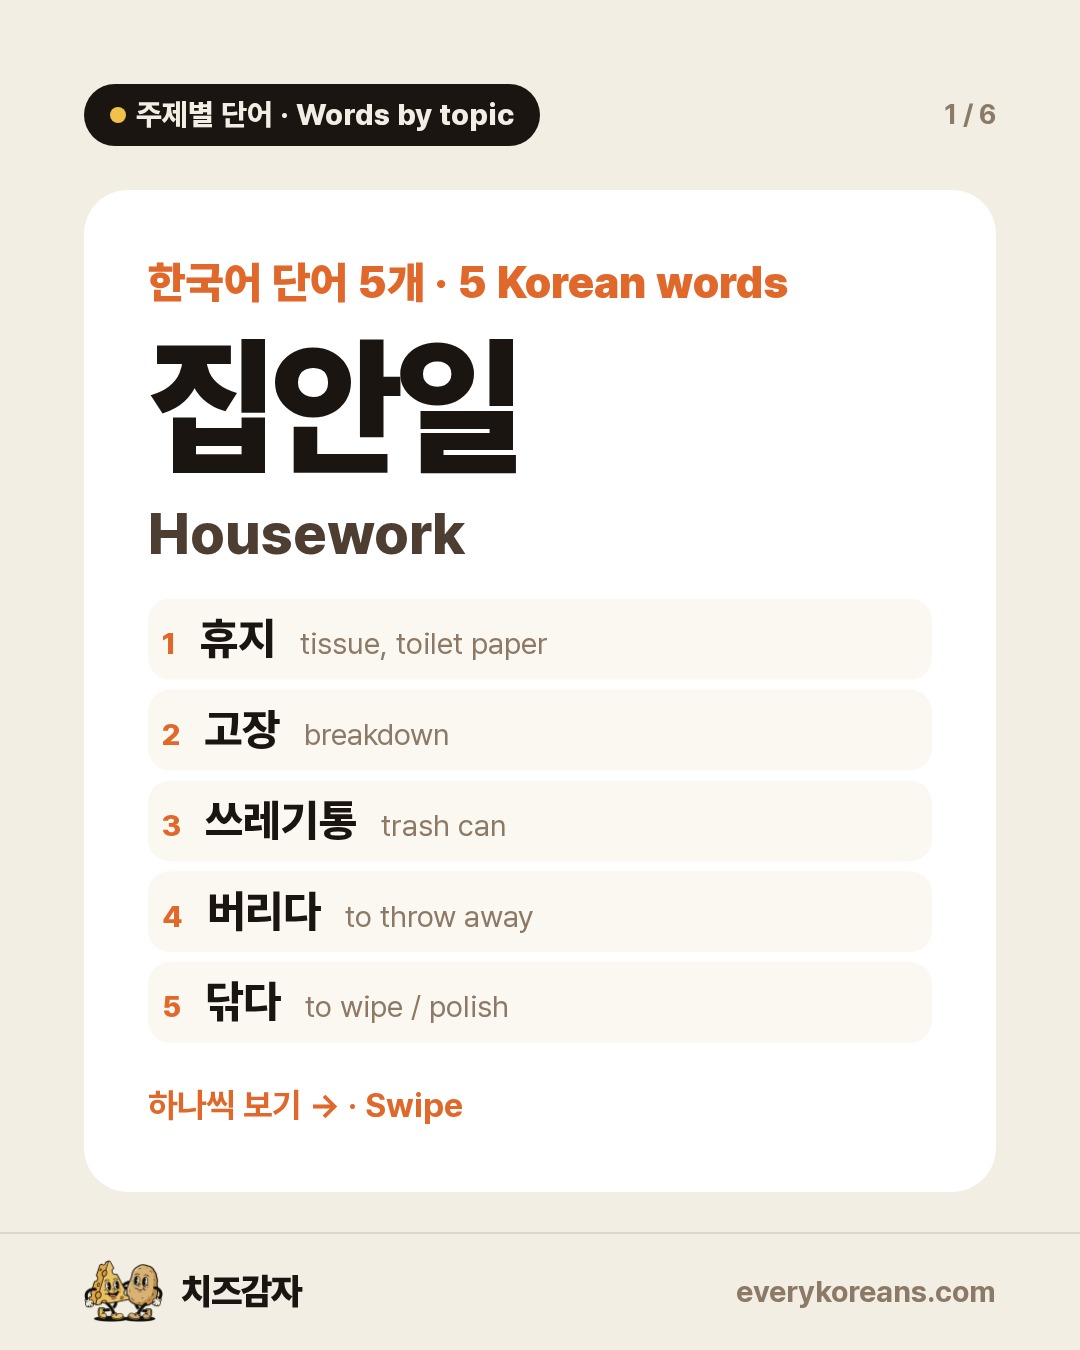 주제별 단어 · Words by topic
1 / 6
한국어 단어 5개 · 5 Korean words
집안일
Housework
1 휴지 tissue, toilet paper
2 고장 breakdown
3 쓰레기통 trash can
4 버리다 to throw away
5 닦다 to wipe / polish
하나씩 보기 → · Swipe
치즈감자
everykoreans.com